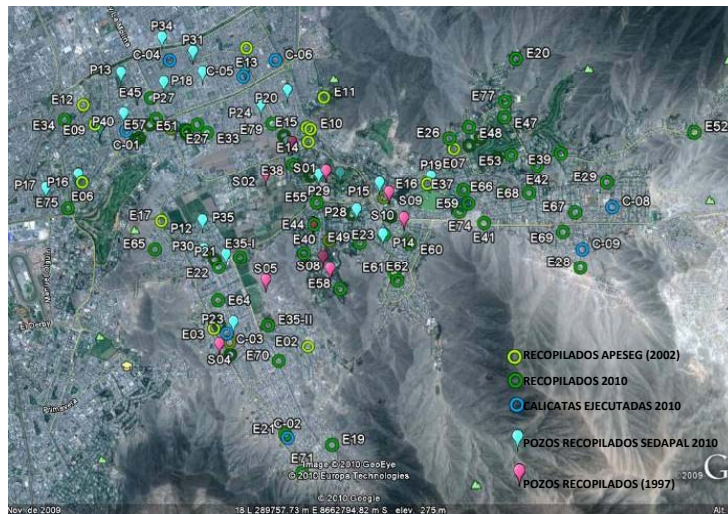 P34
Vicassouna
C-04
P31
E13
C-06
E20
P13
C-05
E45
P18
P27
P20
E11
E77
E12
P24
E47
E34
E09
P40
E57
E51
E15
E10
E52
C-01
E27
E33
E79
E26
E48
E14
E07
E53
S01
S02
E38
P19
E39
P17
P16
E06
P29
P15
E16
E37
E66
E42
E29
E75
E55
S09
E68
P28
S10
E59
C-08
E17
P12
P35
E44
E67
E74
E41
E65
P30
P21
E35-I
E40
E49
E23
P14
E60
E69
C-09
E22
S05
S08
E61
E62
E28
E58
E64
El Derby
P23
E35-II
E03
C-03
E02
S04
E70
Primavera
C-02
E21
E19
E71
RECOPILADOS APESEG (2002)
RECOPILADOS 2010
CALICATAS EJECUTADAS 2010
POZOS RECOPILADOS SEDAPAL 2010
POZOS RECOPILADOS (1997)
Image © 2010 GeoEye
© 2010 Europa Technologies
© 2010 Google
©2009
G
Nov. de 2009
18 L 289757.73 m E 8662794.82 m S elev. 275 m